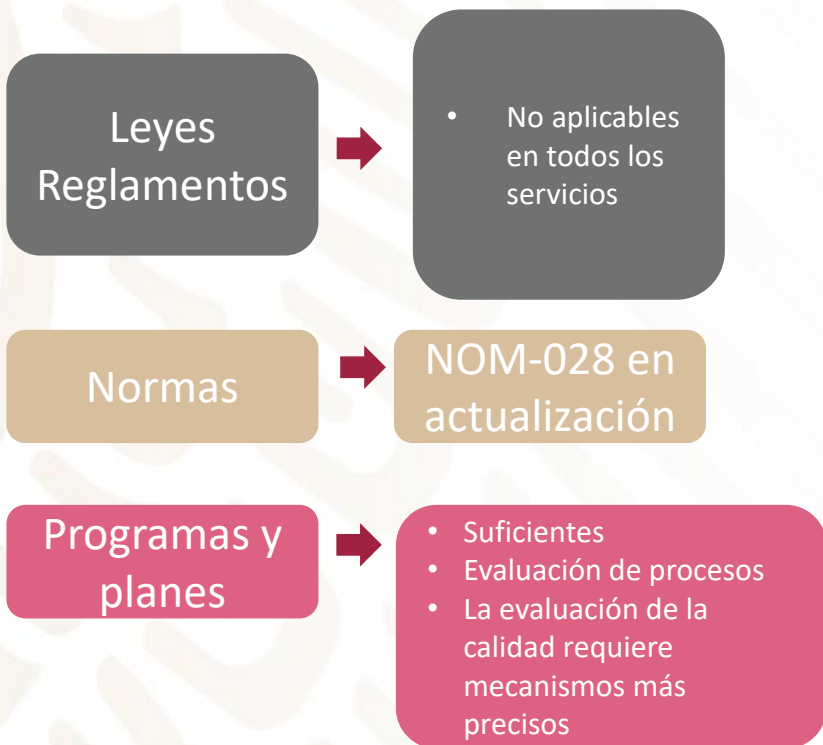 Leyes
Reglamentos
• No aplicables
en todos los
servicios
Normas
NOM-028 en
actualización
Programas y
planes
• Suficientes
• Evaluación de procesos
• La evaluación de la
calidad requiere
mecanismos más
precisos